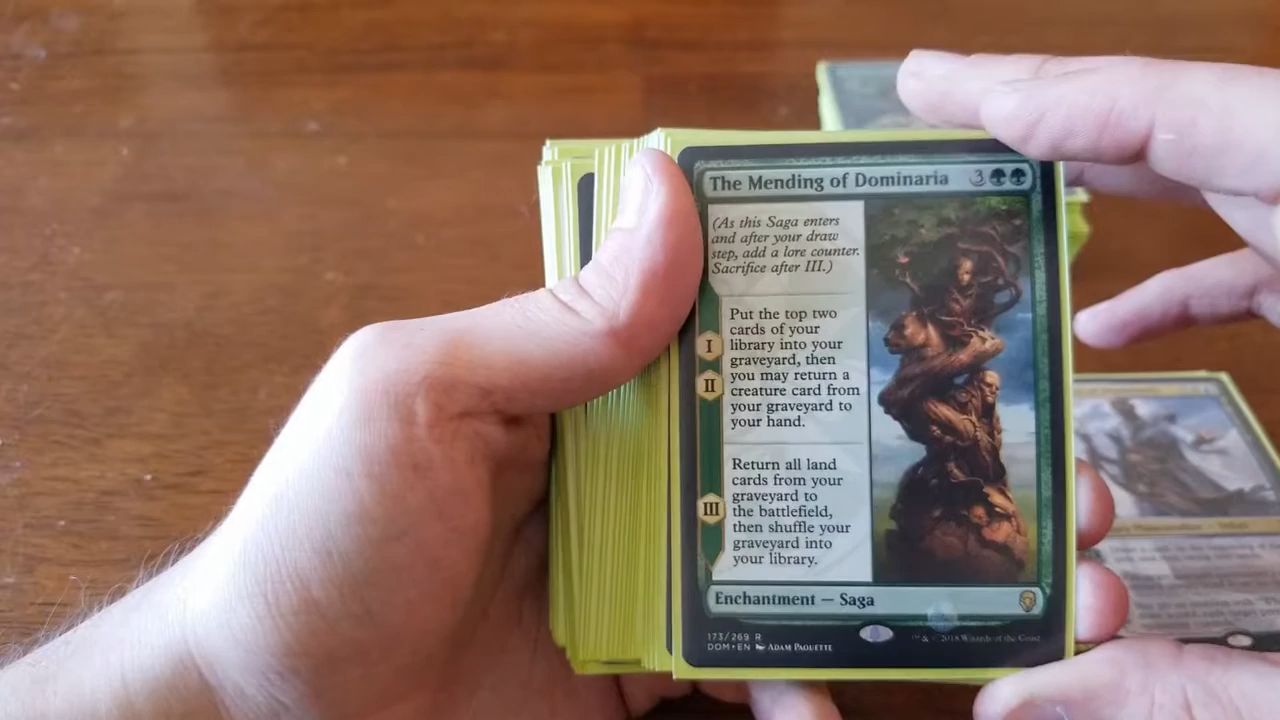 The Mending of Dominaria 3
(As this Saga enters
and after your draw
step, add a lore counter.
Sacrifice after III.)
I
II
Put the top two
cards of your
library into your
graveyard, then
you may return a
creature card from
your graveyard to
your hand.
III
Return all land
cards from your
graveyard to
the battlefield,
then shuffle your
graveyard into
your library.
Enchantment — Saga
173/269 R
DOM • EN ADAM PAQUETTE
™ & © 2018 Wizards of the Coast